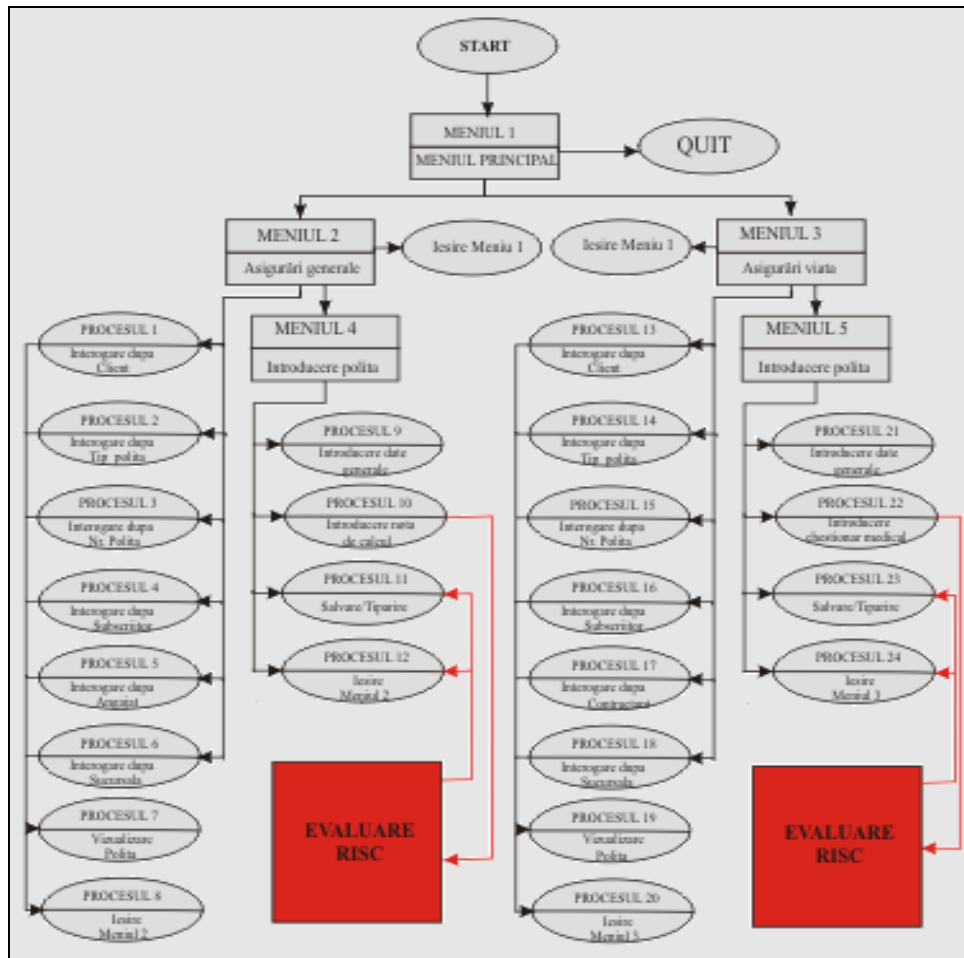 START
MENIUL 1
MENIUL PRINCIPAL
QUIT
MENIUL 2
Asigurări generale
Iesire Meniu 1
Iesire Meniu 1
MENIUL 3
Asigurări viata
MENIUL 4
Introducere polita
MENIUL 5
Introducere polita
PROCESUL 1
Interogare dupa
Client
PROCESUL 2
Interogare dupa
Tip polita
PROCESUL 3
Interogare dupa
Nr. Polita
PROCESUL 4
Interogare dupa
Subscriitor
PROCESUL 5
Interogare dupa
Angajat
PROCESUL 6
Interogare dupa
Sucursala
PROCESUL 7
Vizualizare
Polita
PROCESUL 8
Iesire
Meniul 2
PROCESUL 9
Introducere date
generale
PROCESUL 10
Introducere nota
de calcul
PROCESUL 11
Salvare/Tiparire
PROCESUL 12
Iesire
Meniul 2
EVALUARE
RISC
PROCESUL 13
Interogare dupa
Client
PROCESUL 14
Interogare dupa
Tip polita
PROCESUL 15
Interogare dupa
Nr. Polita
PROCESUL 16
Interogare dupa
Subscriitor
PROCESUL 17
Interogare dupa
Contractant
PROCESUL 18
Interogare dupa
Sucursala
PROCESUL 19
Vizualizare
Polita
PROCESUL 20
Iesire
Meniul 3
PROCESUL 21
Introducere date
generale
PROCESUL 22
Introducere
chestionar medical
PROCESUL 23
Salvare/Tiparire
PROCESUL 24
Iesire
Meniul 3
EVALUARE
RISC